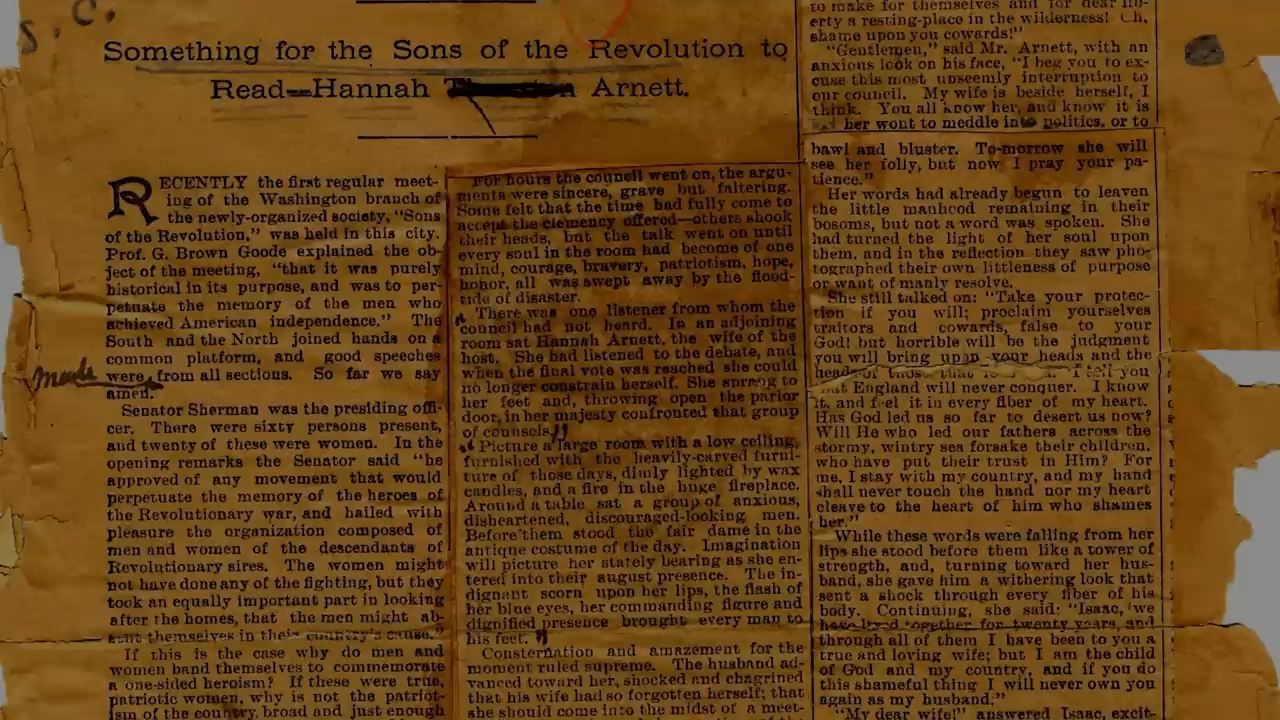 S. C.
Something for the Sons of the Revolution to
Read—Hannah Arnett.
Made
RECENTLY the first regular meet-
ing of the Washington branch of
the newly-organized society, "Sons
of the Revolution," was held in this city.
Prof. G. Brown Goode explained the ob-
ject of the meeting, "that it was purely
historical in its purpose, and was to per-
petuate the memory of the men who
achieved American independence." The
South and the North joined hands on a
common platform, and good speeches
were from all sections. So far we say
amen.
Senator Sherman was the presiding offi-
cer. There were sixty persons present,
and twenty of these were women. In the
opening remarks the Senator said "he
approved of any movement that would
perpetuate the memory of the heroes of
the Revolutionary war, and hailed with
pleasure the organization composed of
men and women of the descendants of
Revolutionary sires. The women might
not have done any of the fighting, but they
took an equally important part in looking
after the homes, that the men might ab-
sent themselves in their country's cause."
If this is the case why do men and
women band themselves to commemorate
a one-sided heroism? If these were true,
patriotic women, why is not the patriot-
ism of the country, broad and just enough
For hours the council went on, the argu-
ments were sincere, grave but faltering.
Some felt that the time had fully come to
accept the clemency offered—others shook
their heads, but the talk went on until
every soul in the room had become of one
mind, courage, bravery, patriotism, hope,
honor, all was swept away by the flood-
tide of disaster.
There was one listener from whom the
council had not heard. In an adjoining
room sat Hannah Arnett, the wife of the
host. She had listened to the debate, and
when the final vote was reached she could
no longer constrain herself. She sprang to
her feet and, throwing open the parlor
door, in her majesty confronted that group
of counsels."
"Picture a large room with a low ceiling,
furnished with the heavily-carved furni-
ture of those days, dimly lighted by wax
candles, and a fire in the huge fireplace.
Around a table sat a group of anxious,
disheartened, discouraged-looking men.
Before them stood the fair dame in the
antique costume of the day. Imagination
will picture her stately bearing as she en-
tered into their august presence. The in-
dignant scorn upon her lips, the flash of
her blue eyes, her commanding figure and
dignified presence brought every man to
his feet."
Consternation and amazement for the
moment ruled supreme. The husband ad-
vanced toward her, shocked and chagrined
that his wife had so forgotten herself; that
she should come into the midst of a meet-
to make for themselves and for dear lib-
erty a resting-place in the wilderness! Oh,
shame upon you cowards!"
"Gentlemen," said Mr. Arnett, with an
anxious look on his face, "I beg you to ex-
cuse this most unseemly interruption to
our council. My wife is beside herself, I
think. You all know her, and know it is
her wont to meddle into politics, or to
bawl and bluster. To-morrow she will
see her folly, but now I pray your pa-
tience."
Her words had already begun to leaven
the little manhood remaining in their
bosoms, but not a word was spoken. She
had turned the light of her soul upon
them, and in the reflection they saw pho-
tographed their own littleness of purpose
or want of manly resolve.
She still talked on: "Take your protec-
tion if you will; proclaim yourselves
traitors and cowards, false to your
God! but horrible will be the judgment
you will bring upon your heads and the
heads of those that I tell you
that England will never conquer. I know
it, and feel it in every fiber of my heart.
Has God led us so far to desert us now?
Will He who led our fathers across the
stormy, wintry sea forsake their children,
who have put their trust in Him? For
me, I stay with my country, and my hand
shall never touch the hand nor my heart
cleave to the heart of him who shames
her."
While these words were falling from her
lips she stood before them like a tower of
strength, and, turning toward her hus-
band, she gave him a withering look that
sent a shock through every fiber of his
body. Continuing, she said: "Isaac, we
have lived together for twenty years, and
through all of them I have been to you a
true and loving wife; but I am the child
of God and my country, and if you do
this shameful thing I will never own you
again as my husband."
"My dear wife!" answered Isaac, excit-